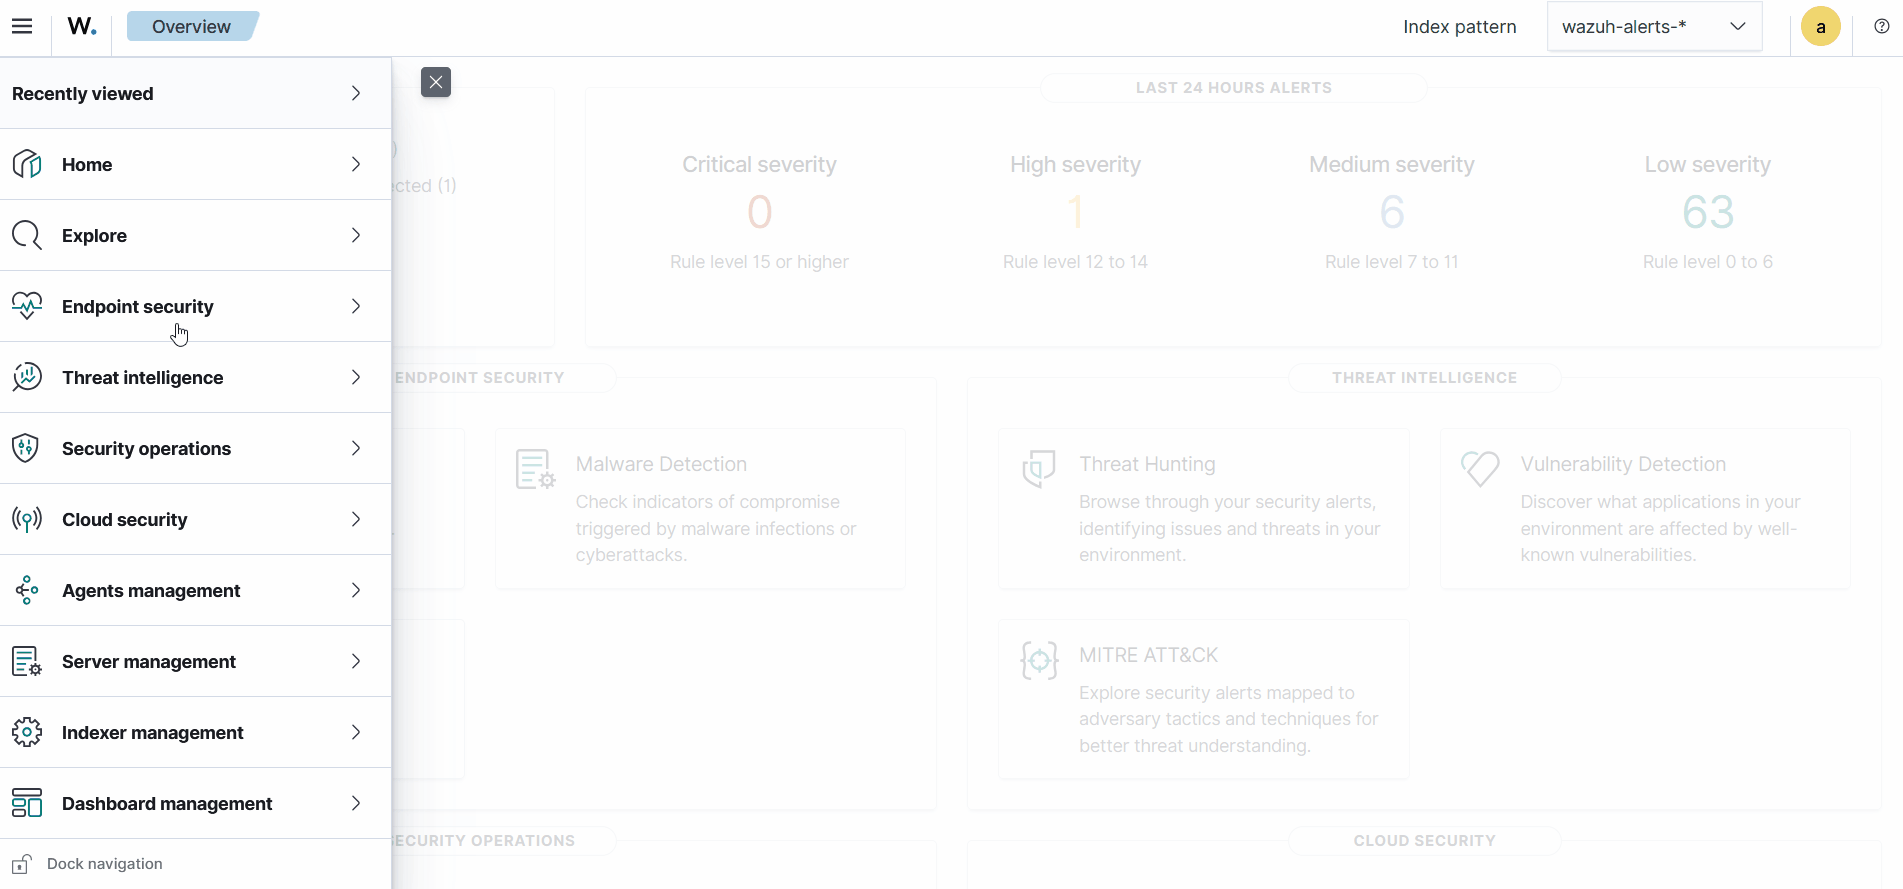 W.
Overview
Index pattern
wazuh-alerts-*
a
Recently viewed
Home
Explore
Endpoint security
Threat intelligence
Security operations
Cloud security
Agents management
Server management
Indexer management
Dashboard management
Dock navigation
(1)
LAST 24 HOURS ALERTS
Critical severity
0
Rule level 15 or higher
High severity
1
Rule level 12 to 14
Medium severity
6
Rule level 7 to 11
Low severity
63
Rule level 0 to 6
ENDPOINT SECURITY
Malware Detection
Check indicators of compromise
triggered by malware infections or
cyberattacks.
THREAT INTELLIGENCE
Threat Hunting
Browse through your security alerts,
identifying issues and threats in your
environment.
Vulnerability Detection
Discover what applications in your
environment are affected by well-
known vulnerabilities.
MITRE ATT&CK
Explore security alerts mapped to
adversary tactics and techniques for
better threat understanding.
SECURITY OPERATIONS
CLOUD SECURITY